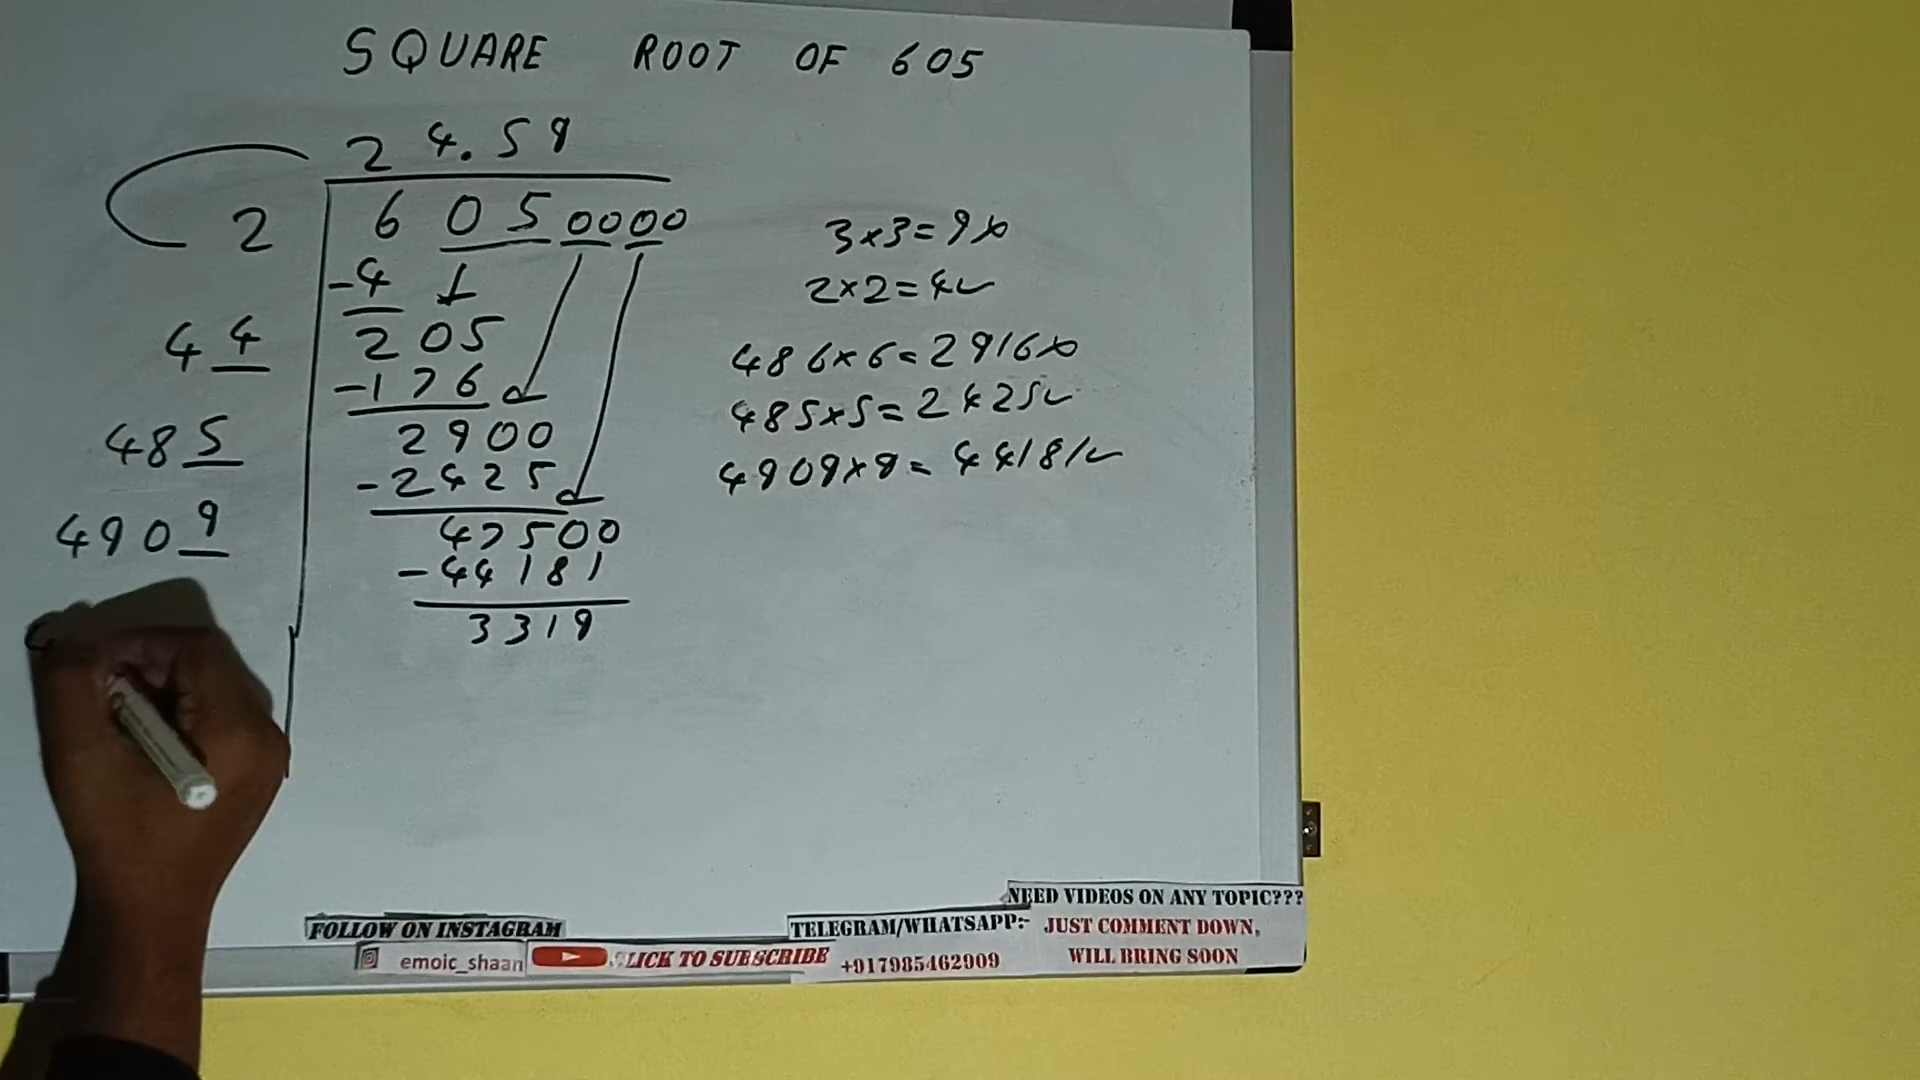 SQUARE ROOT OF 605
24.59
2 605 00 00
-4
44 205
-176
485 2900
-2425
4909 47500
-44181
3319
3×3=9×
2×2=4✓
486×6=2916×
485×5=2425✓
4909×9=44181✓
NEED VIDEOS ON ANY TOPIC???
JUST COMMENT DOWN,
WILL BRING SOON
TELEGRAM/WHATSAPP:-
+917985462909
FOLLOW ON INSTAGRAM
emoic_shaan
CLICK TO SUBSCRIBE